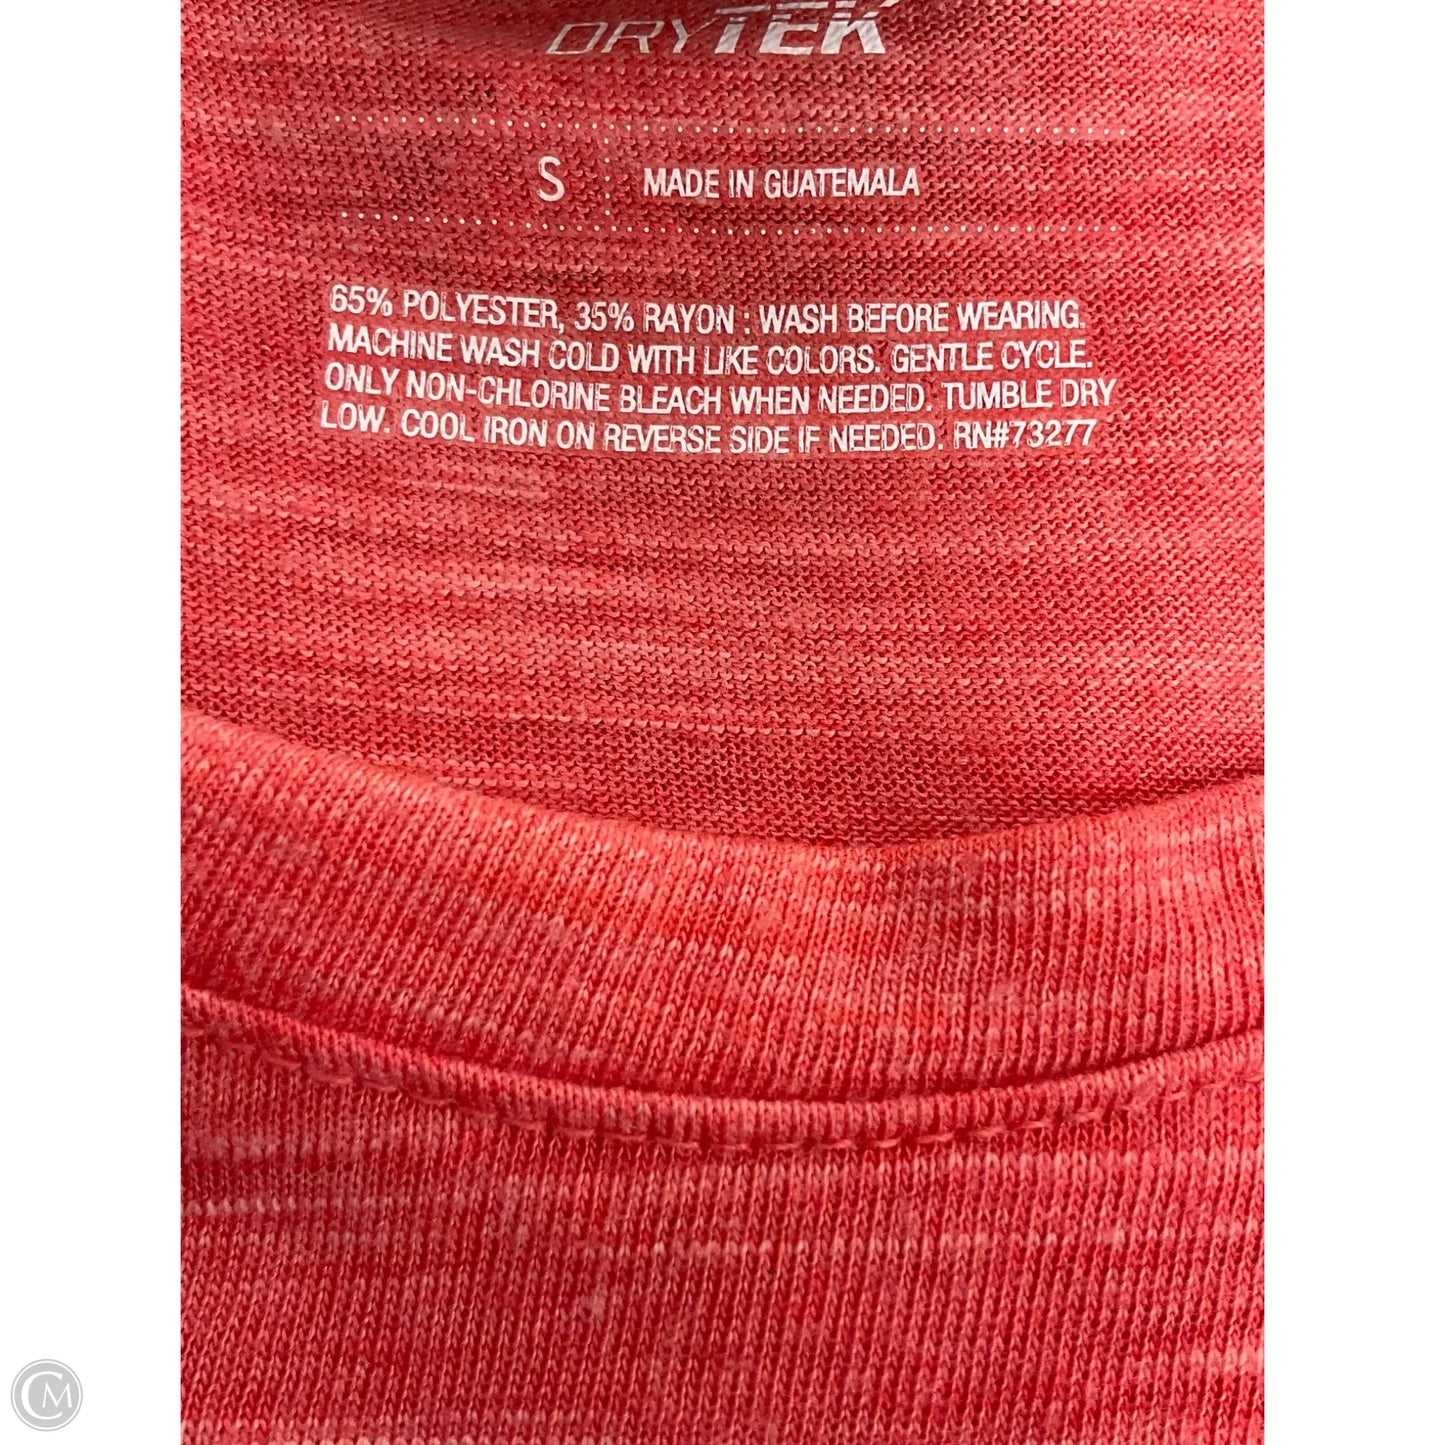 DRYTEK
S MADE IN GUATEMALA
65% POLYESTER, 35% RAYON : WASH BEFORE WEARING.
MACHINE WASH COLD WITH LIKE COLORS. GENTLE CYCLE.
ONLY NON-CHLORINE BLEACH WHEN NEEDED. TUMBLE DRY
LOW. COOL IRON ON REVERSE SIDE IF NEEDED. RN#73277
CM